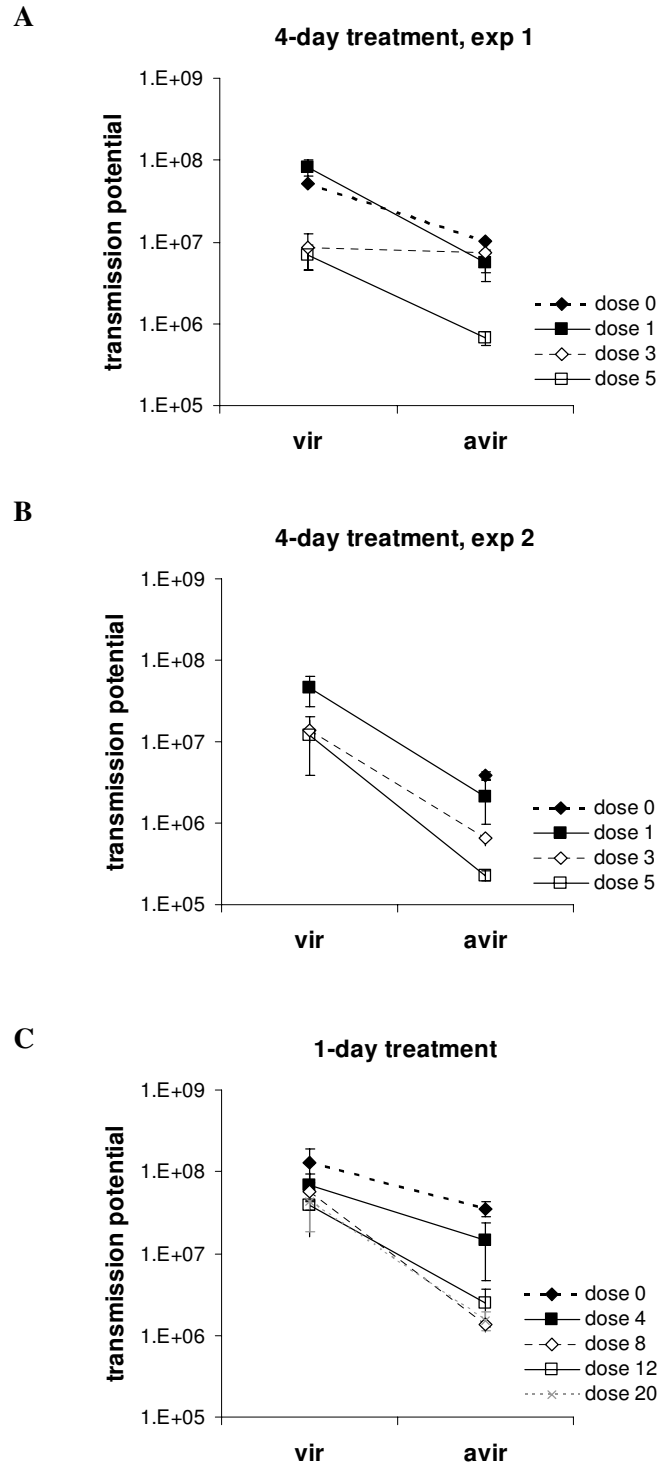 A
4-day treatment, exp 1
transmission potential
1.E+09
1.E+08
1.E+07
1.E+06
1.E+05
vir avir
dose 0
dose 1
dose 3
dose 5
B
4-day treatment, exp 2
transmission potential
1.E+09
1.E+08
1.E+07
1.E+06
1.E+05
vir avir
dose 0
dose 1
dose 3
dose 5
C
1-day treatment
transmission potential
1.E+09
1.E+08
1.E+07
1.E+06
1.E+05
vir avir
dose 0
dose 4
dose 8
dose 12
dose 20